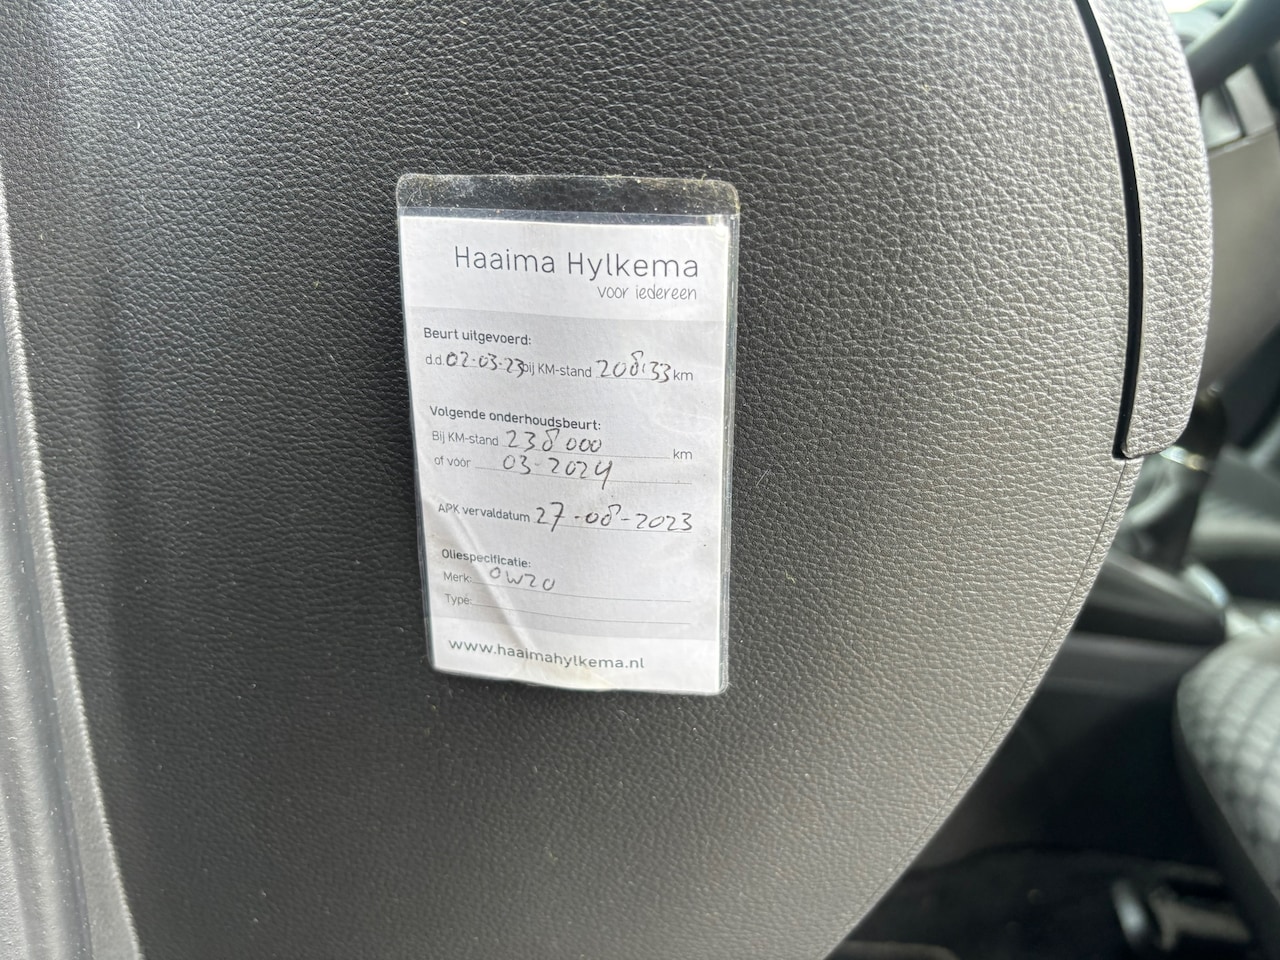 Haaima Hylkema
voor iedereen
Beurt uitgevoerd:
d.d. 02-03-23 bij KM-stand 208133 km
Volgende onderhoudsbeurt:
Bij KM-stand 238000 km
of vóór 03-2024
APK vervaldatum 27-08-2023
Oliespecificatie:
Merk: 0W20
Type:
www.haaimahylkema.nl